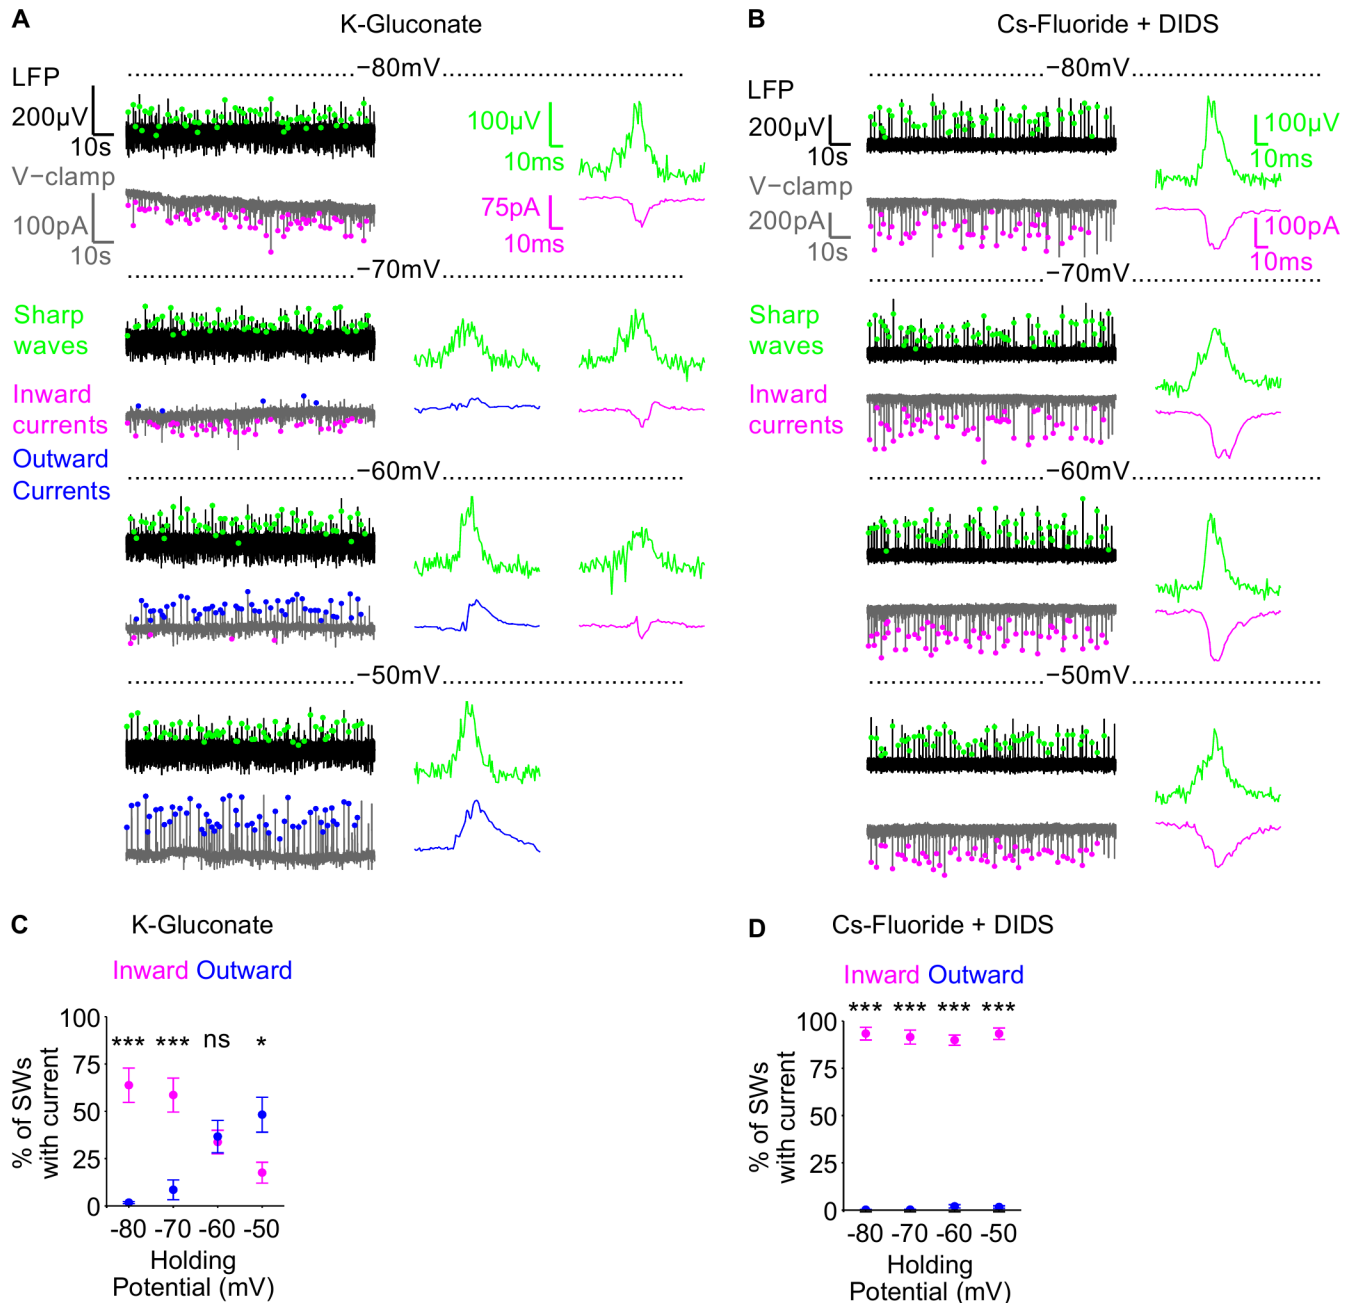 A
K-Gluconate
−80mV
LFP
200μV
10s
V−clamp
100pA
10s
100μV
10ms
75pA
10ms
−70mV
Sharp
waves
Inward
currents
Outward
Currents
−60mV
−50mV
B
Cs-Fluoride + DIDS
−80mV
LFP
200μV
10s
V−clamp
200pA
10s
100μV
10ms
100pA
10ms
−70mV
Sharp
waves
Inward
currents
−60mV
−50mV
C
K-Gluconate
Inward Outward
*** *** ns *
% of SWs
with current
100
75
50
25
0
-80 -70 -60 -50
Holding
Potential (mV)
D
Cs-Fluoride + DIDS
Inward Outward
*** *** *** ***
% of SWs
with current
100
75
50
25
0
-80 -70 -60 -50
Holding
Potential (mV)